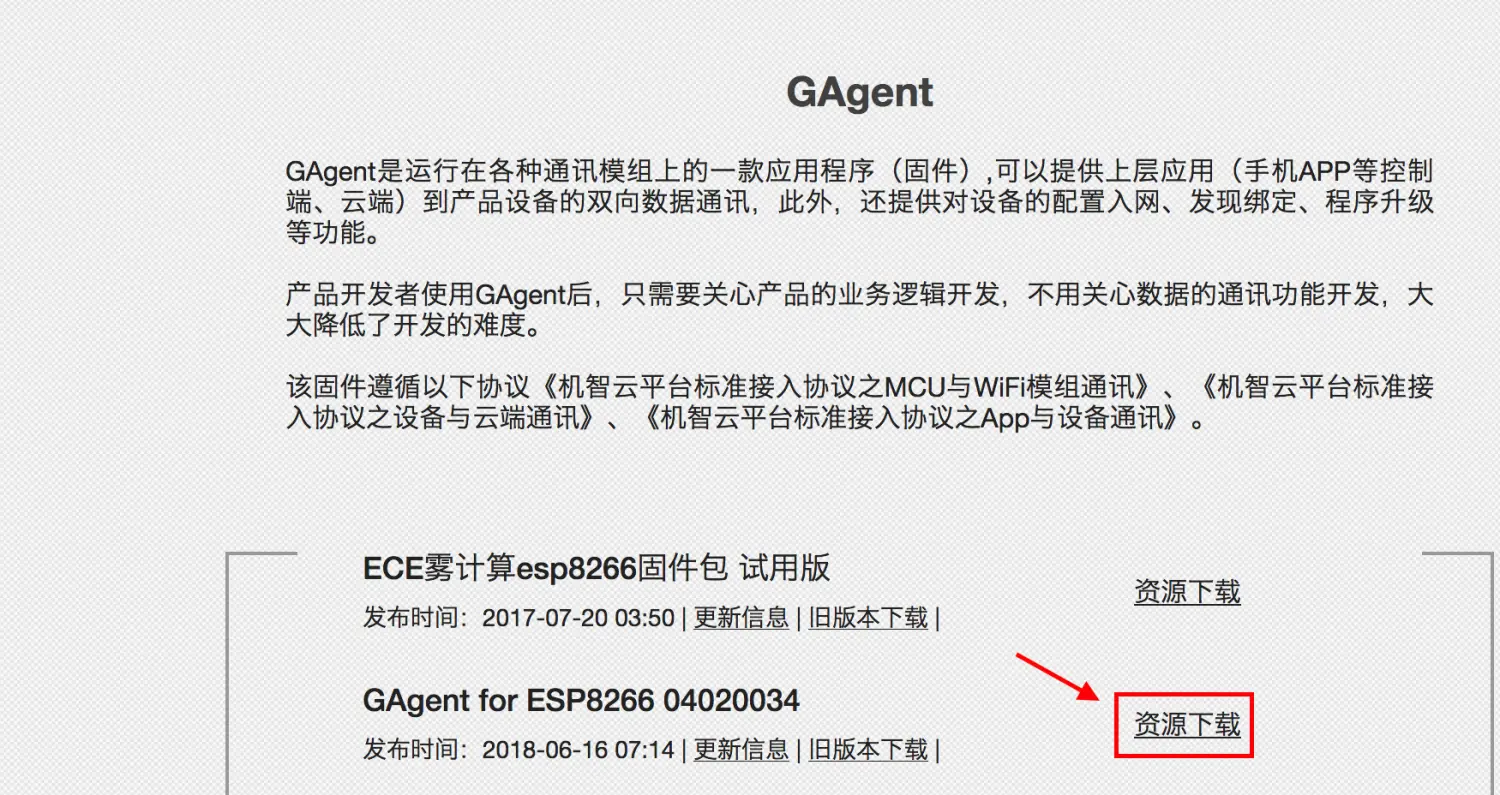 GAgent
GAgent是运行在各种通讯模组上的一款应用程序（固件）,可以提供上层应用（手机APP等控制
端、云端）到产品设备的双向数据通讯，此外，还提供对设备的配置入网、发现绑定、程序升级
等功能。
产品开发者使用GAgent后，只需要关心产品的业务逻辑开发，不用关心数据的通讯功能开发，大
大降低了开发的难度。
该固件遵循以下协议《机智云平台标准接入协议之MCU与WiFi模组通讯》、《机智云平台标准接
入协议之设备与云端通讯》、《机智云平台标准接入协议之App与设备通讯》。
ECE雾计算esp8266固件包 试用版
资源下载
发布时间：2017-07-20 03:50 | 更新信息 | 旧版本下载 |
GAgent for ESP8266 04020034
资源下载
发布时间：2018-06-16 07:14 | 更新信息 | 旧版本下载 |